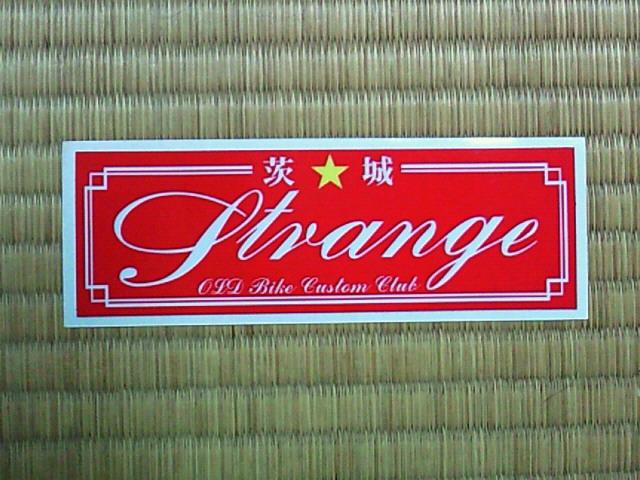 茨★城
Strange
OLD Bike Custom Club